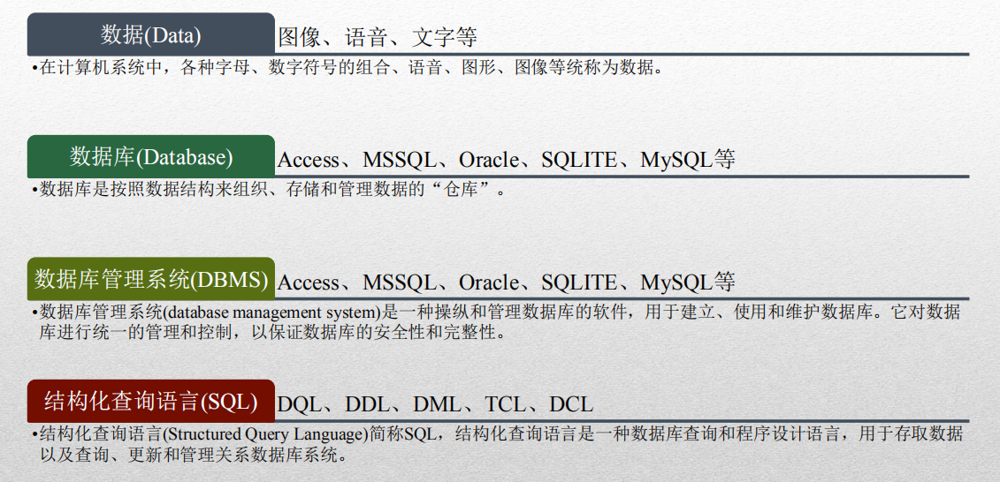 数据(Data)
图像、语音、文字等
•在计算机系统中，各种字母、数字符号的组合、语音、图形、图像等统称为数据。
数据库(Database)
Access、MSSQL、Oracle、SQLITE、MySQL等
•数据库是按照数据结构来组织、存储和管理数据的“仓库”。
数据库管理系统(DBMS)
Access、MSSQL、Oracle、SQLITE、MySQL等
•数据库管理系统(database management system)是一种操纵和管理数据库的软件，用于建立、使用和维护数据库。它对数据
库进行统一的管理和控制，以保证数据库的安全性和完整性。
结构化查询语言(SQL)
DQL、DDL、DML、TCL、DCL
•结构化查询语言(Structured Query Language)简称SQL，结构化查询语言是一种数据库查询和程序设计语言，用于存取数据
以及查询、更新和管理关系数据库系统。